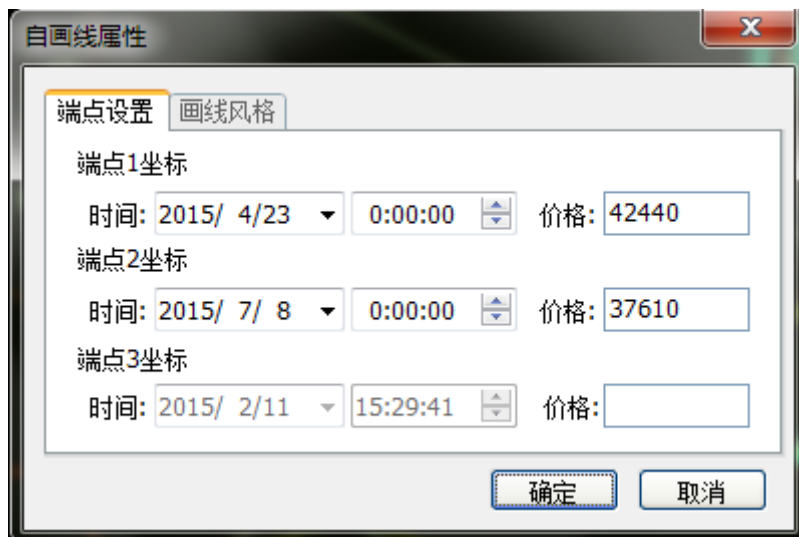 自画线属性
端点设置 画线风格
端点1坐标
时间: 2015/ 4/23 0:00:00 价格: 42440
端点2坐标
时间: 2015/ 7/ 8 0:00:00 价格: 37610
端点3坐标
时间: 2015/ 2/11 15:29:41 价格:
确定 取消